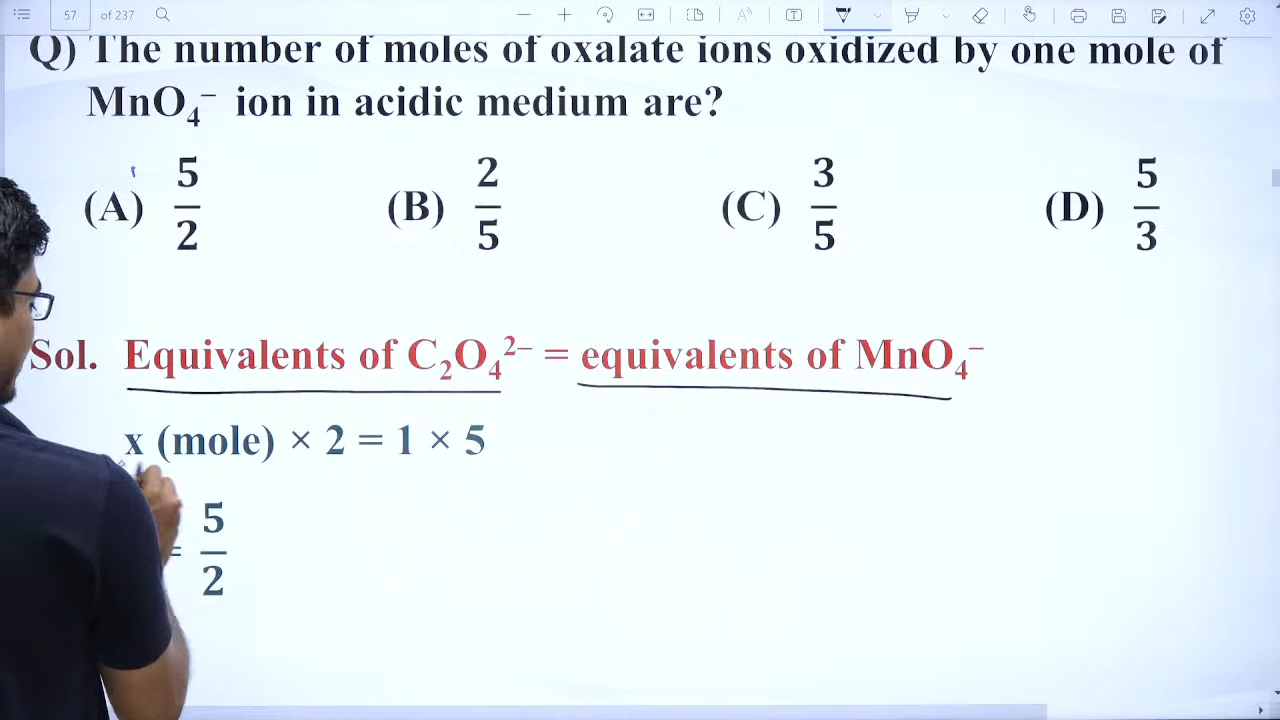 57 of 237
Q) The number of moles of oxalate ions oxidized by one mole of
MnO₄⁻ ion in acidic medium are?
(A) 5/2 (B) 2/5 (C) 3/5 (D) 5/3
Sol. Equivalents of C₂O₄²⁻ = equivalents of MnO₄⁻
x (mole) × 2 = 1 × 5
= 5/2